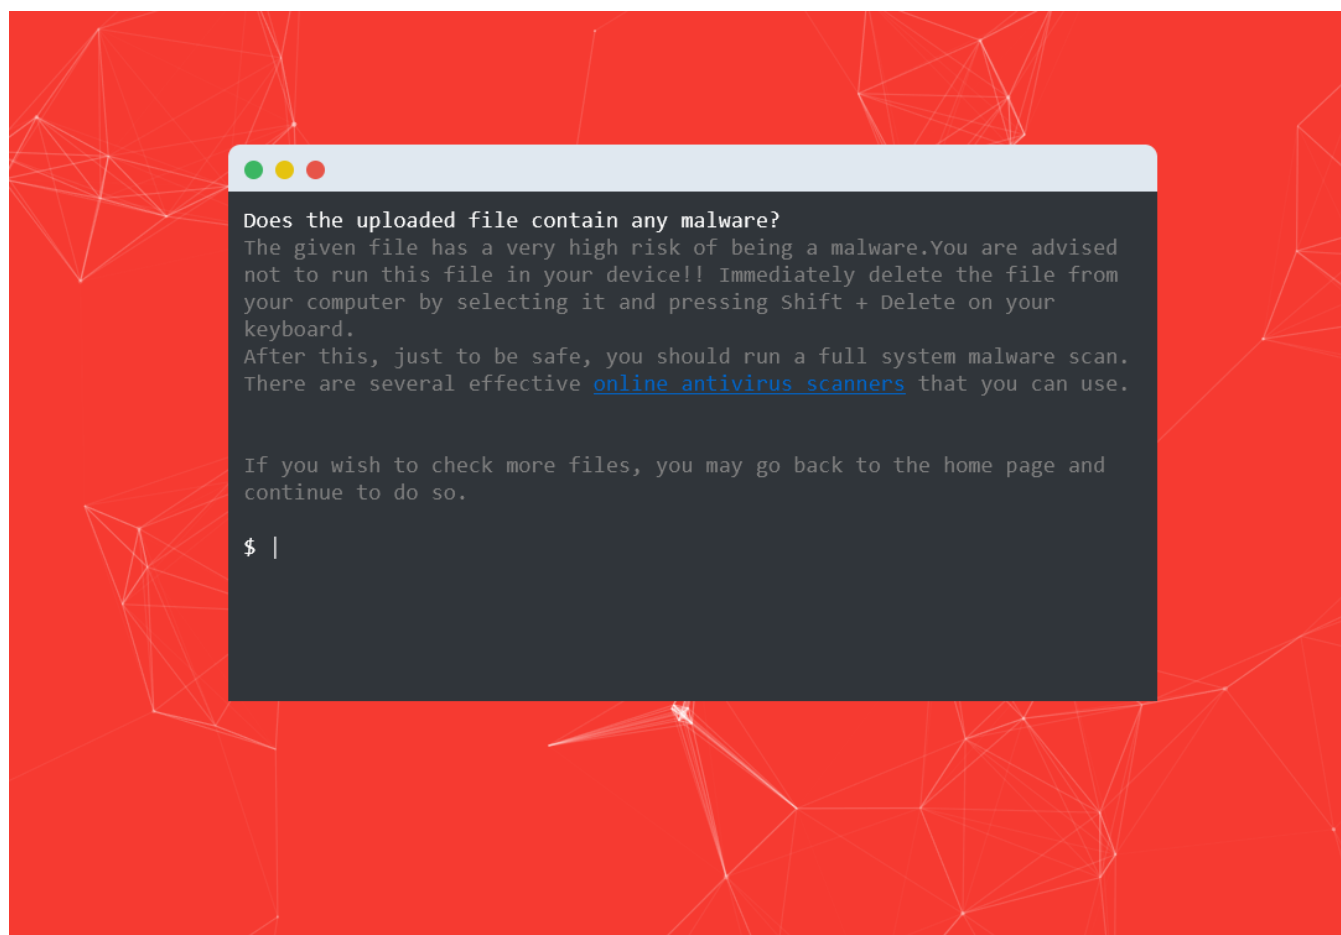 Does the uploaded file contain any malware?
The given file has a very high risk of being a malware.You are advised
not to run this file in your device!! Immediately delete the file from
your computer by selecting it and pressing Shift + Delete on your
keyboard.
After this, just to be safe, you should run a full system malware scan.
There are several effective online antivirus scanners that you can use.
If you wish to check more files, you may go back to the home page and
continue to do so.
$ |